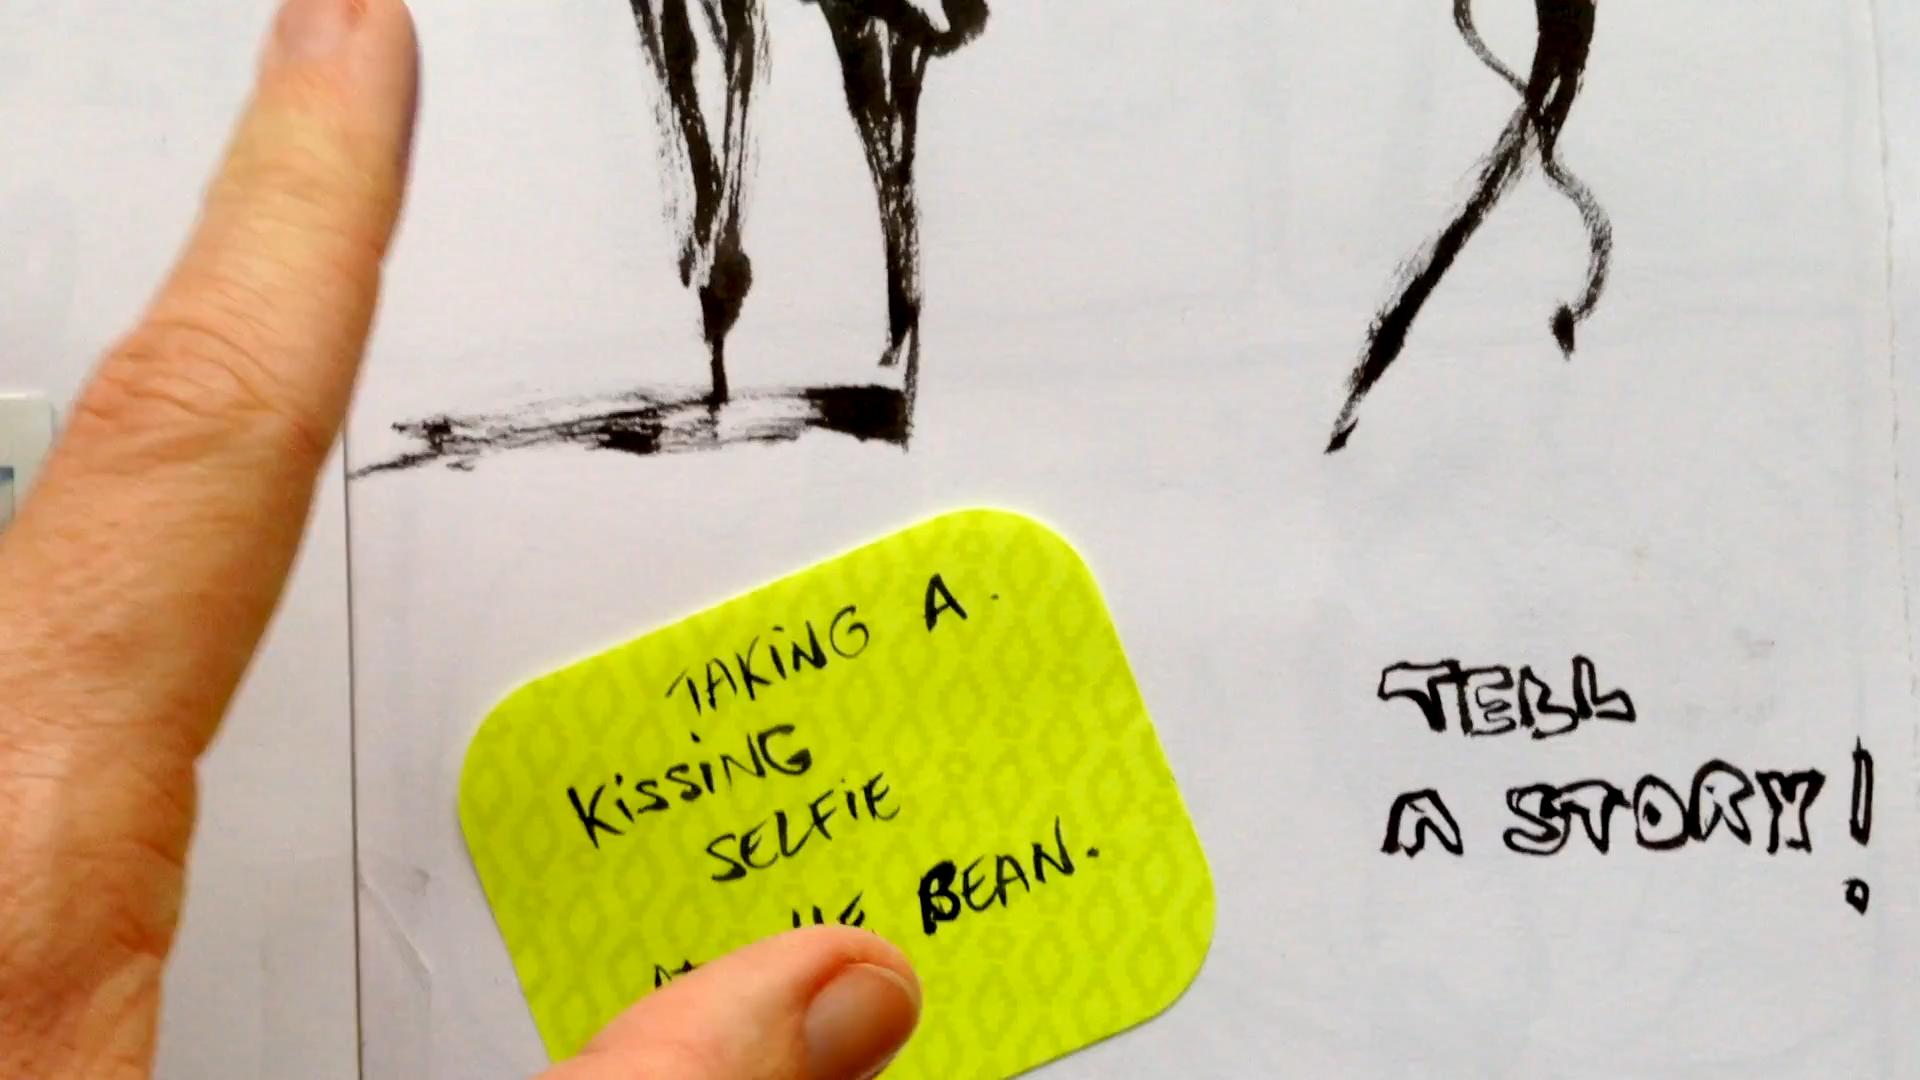 TAKING A
KISSING
SELFIE
BEAN.
TELL
A STORY!